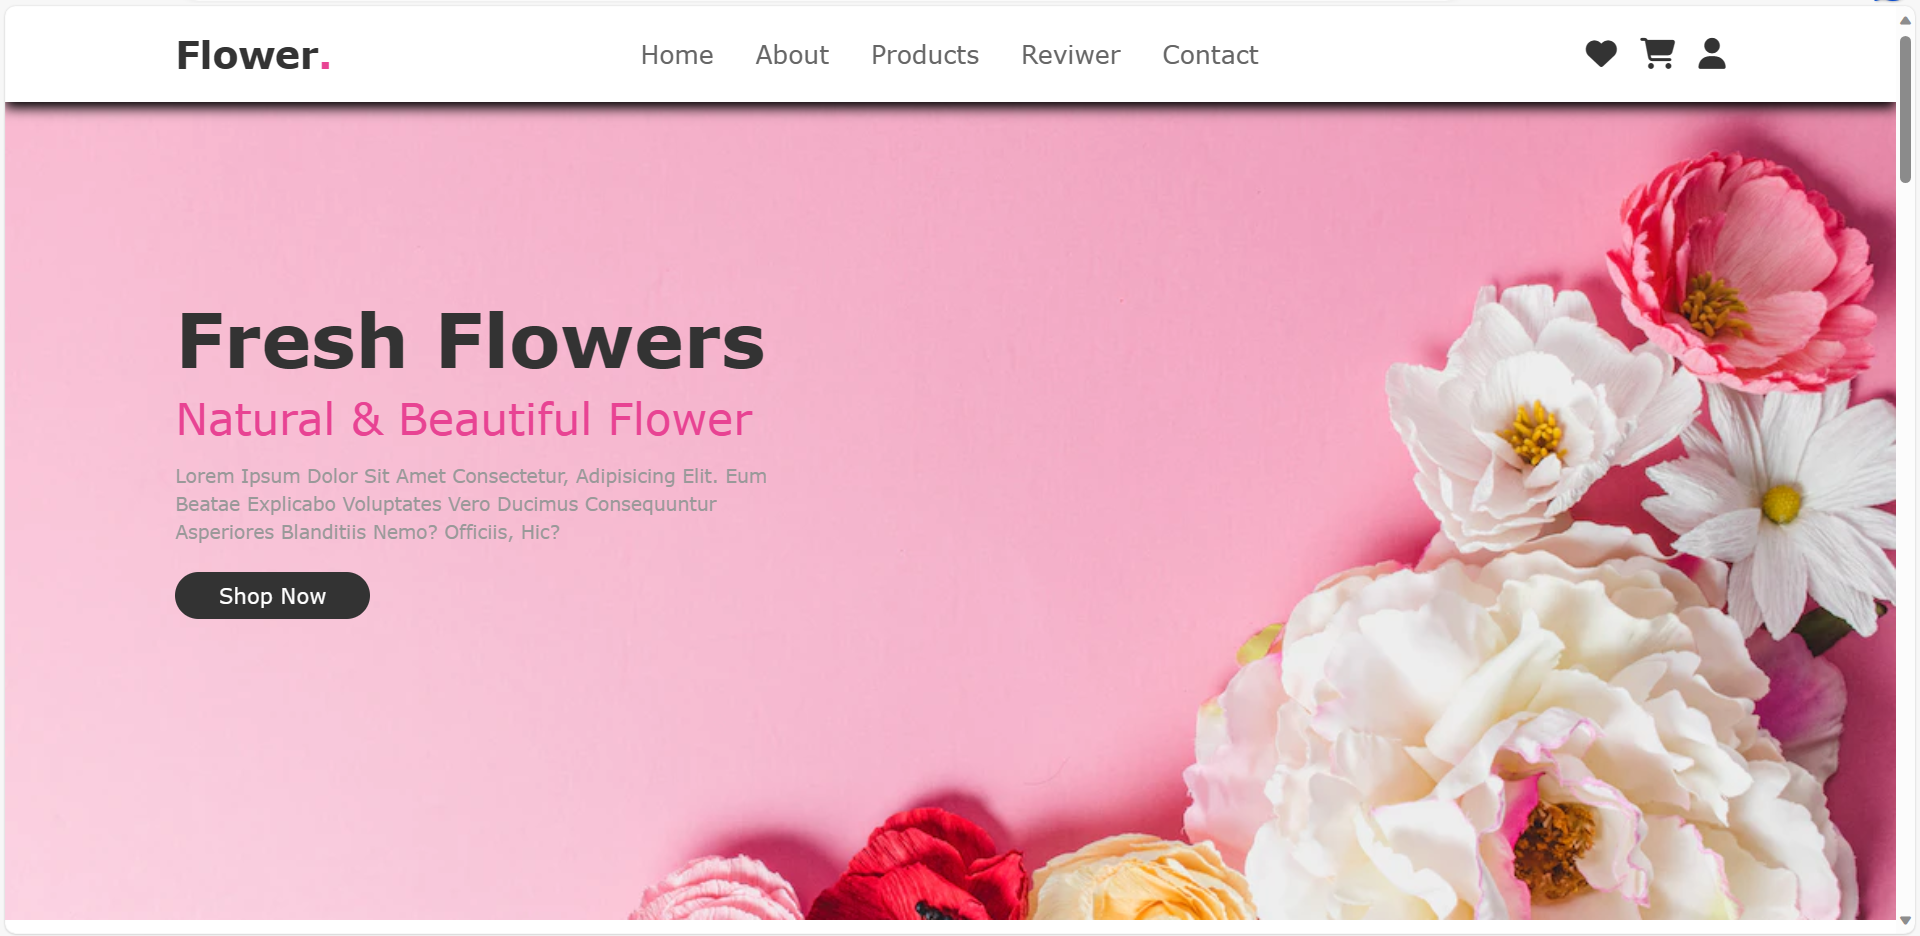 Flower.
Home About Products Reviwer Contact
Fresh Flowers
Natural & Beautiful Flower
Lorem Ipsum Dolor Sit Amet Consectetur, Adipisicing Elit. Eum
Beatae Explicabo Voluptates Vero Ducimus Consequuntur
Asperiores Blanditiis Nemo? Officiis, Hic?
Shop Now